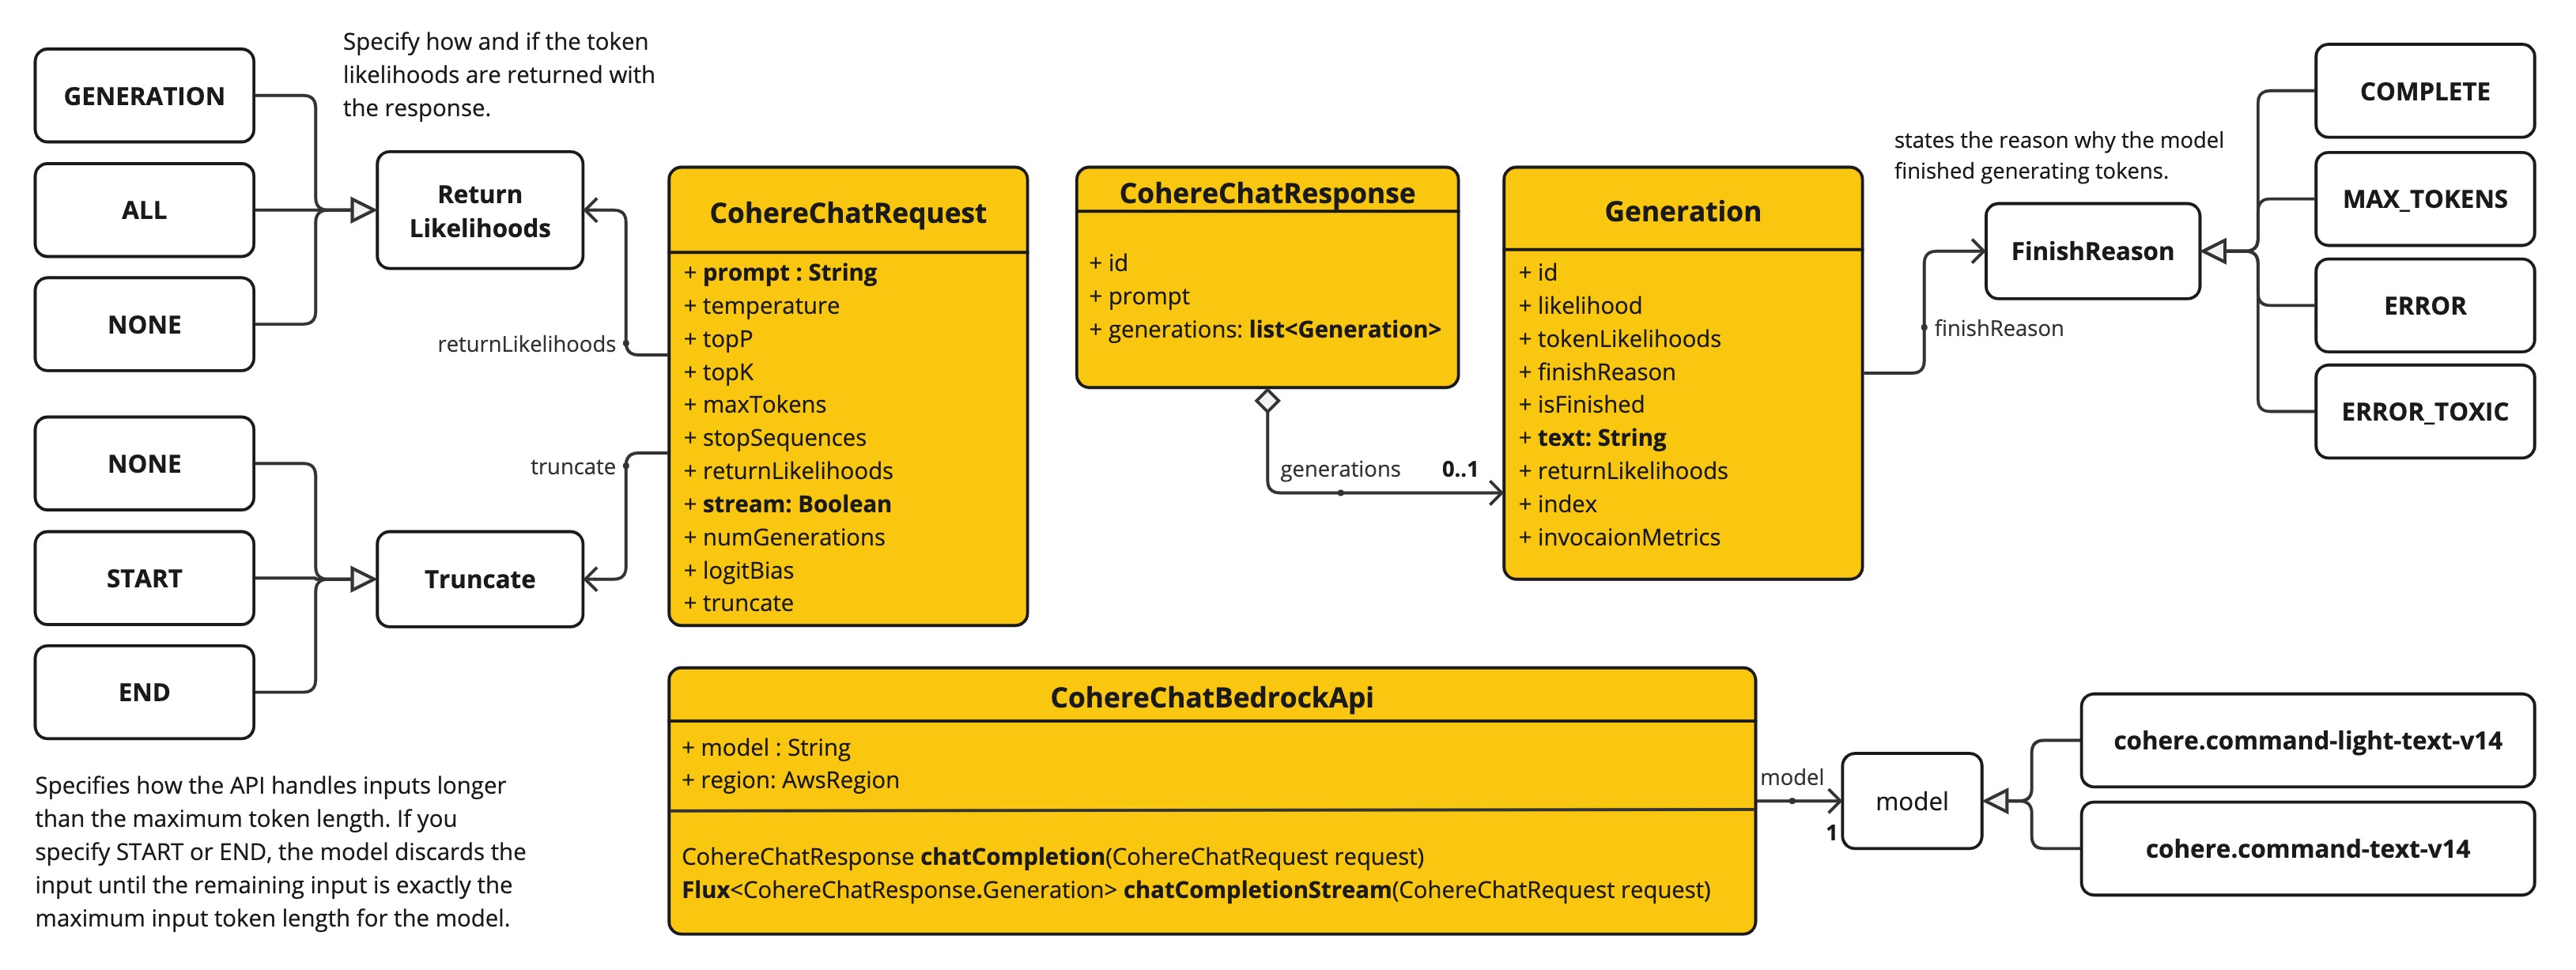 Specify how and if the token
likelihoods are returned with
the response.
GENERATION
ALL
NONE
Return
Likelihoods
returnLikelihoods
NONE
START
END
Truncate
truncate
Specifies how the API handles inputs longer
than the maximum token length. If you
specify START or END, the model discards the
input until the remaining input is exactly the
maximum input token length for the model.
CohereChatRequest
+ prompt : String
+ temperature
+ topP
+ topK
+ maxTokens
+ stopSequences
+ returnLikelihoods
+ stream: Boolean
+ numGenerations
+ logitBias
+ truncate
CohereChatResponse
+ id
+ prompt
+ generations: list<Generation>
generations
0..1
Generation
+ id
+ likelihood
+ tokenLikelihoods
+ finishReason
+ isFinished
+ text: String
+ returnLikelihoods
+ index
+ invocaionMetrics
states the reason why the model
finished generating tokens.
finishReason
FinishReason
COMPLETE
MAX_TOKENS
ERROR
ERROR_TOXIC
CohereChatBedrockApi
+ model : String
+ region: AwsRegion
CohereChatResponse chatCompletion(CohereChatRequest request)
Flux<CohereChatResponse.Generation> chatCompletionStream(CohereChatRequest request)
model
1
model
cohere.command-light-text-v14
cohere.command-text-v14